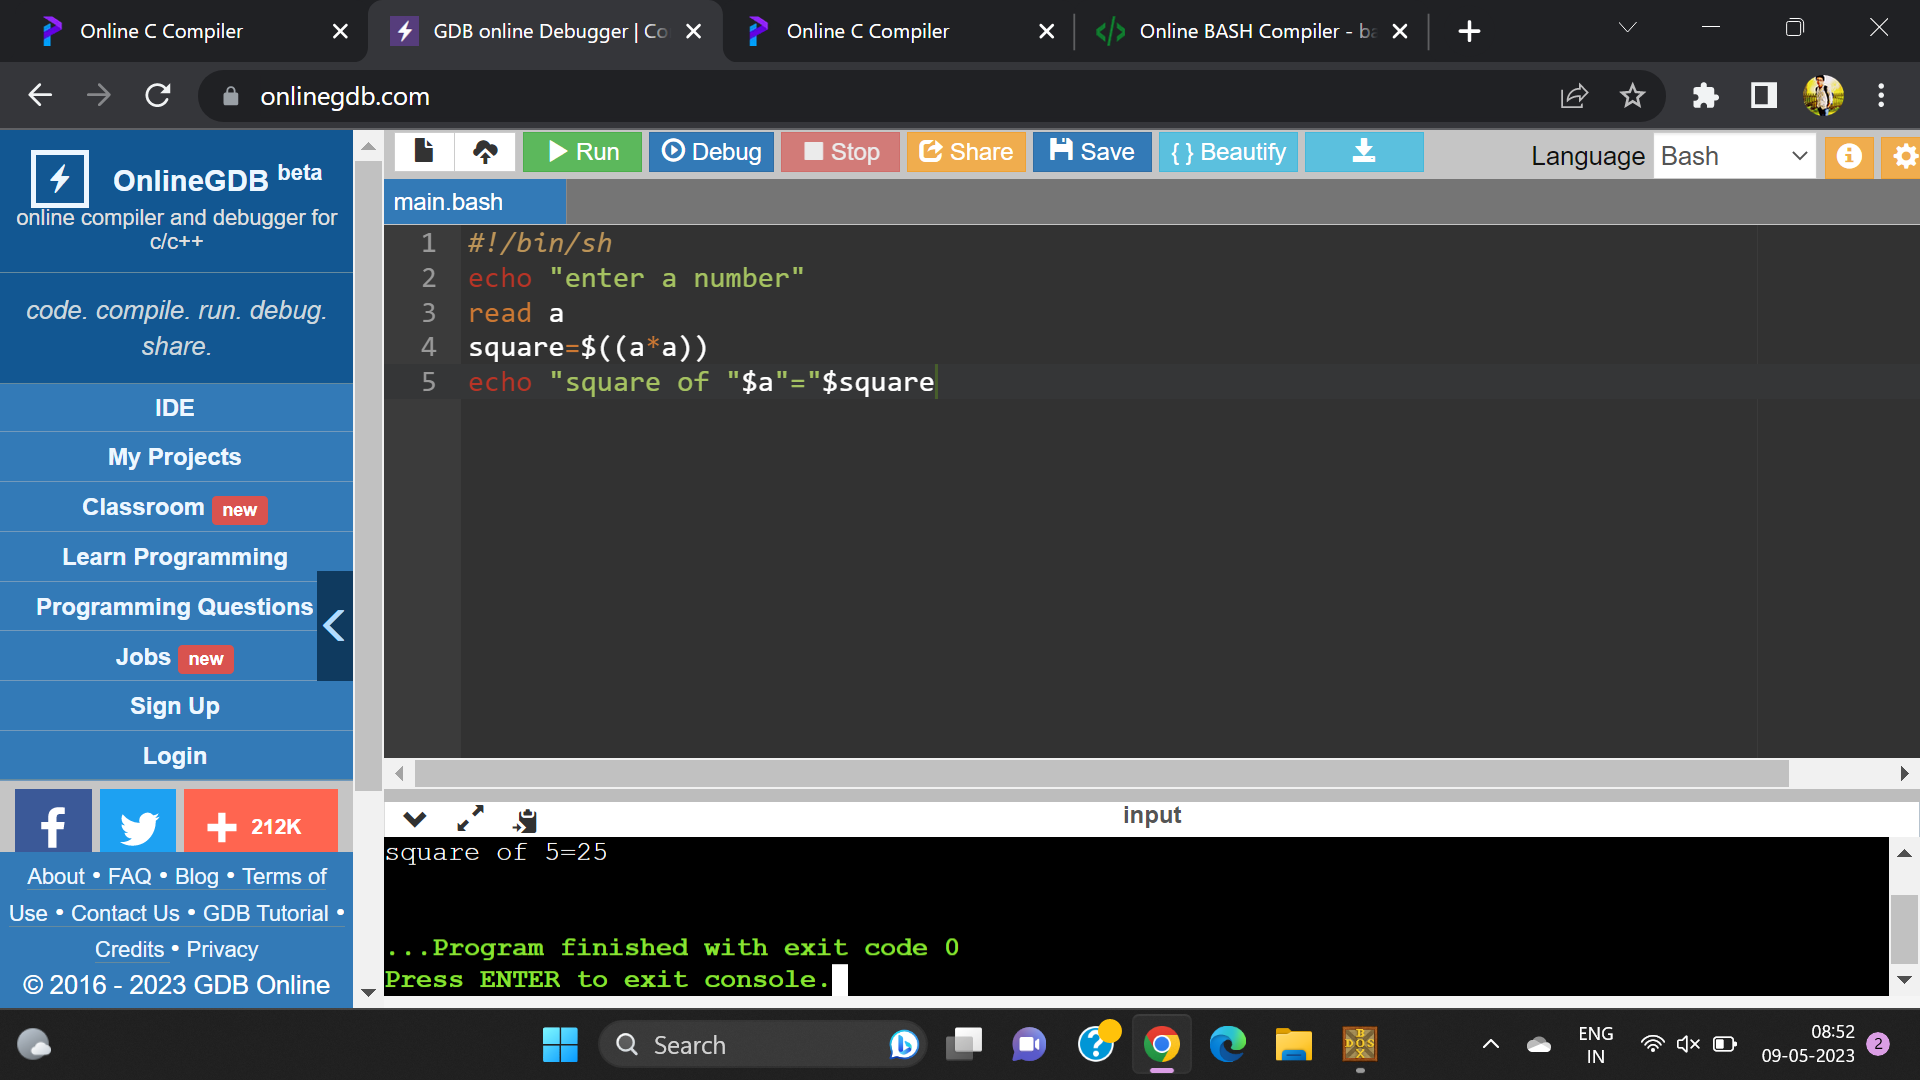 Online C Compiler
GDB online Debugger | Co
Online C Compiler
Online BASH Compiler - ba
onlinegdb.com
OnlineGDB beta
online compiler and debugger for
c/c++
code. compile. run. debug.
share.
IDE
My Projects
Classroom new
Learn Programming
Programming Questions
Jobs new
Sign Up
Login
f
212K
About • FAQ • Blog • Terms of
Use • Contact Us • GDB Tutorial •
Credits • Privacy
© 2016 - 2023 GDB Online
Run
Debug
Stop
Share
Save
{ } Beautify
Language Bash
main.bash
1 #!/bin/sh
2 echo "enter a number"
3 read a
4 square=$((a*a))
5 echo "square of "$a"="$square
input
square of 5=25
...Program finished with exit code 0
Press ENTER to exit console.
Search
BOX
DOS
ENG
IN
08:52
09-05-2023
2